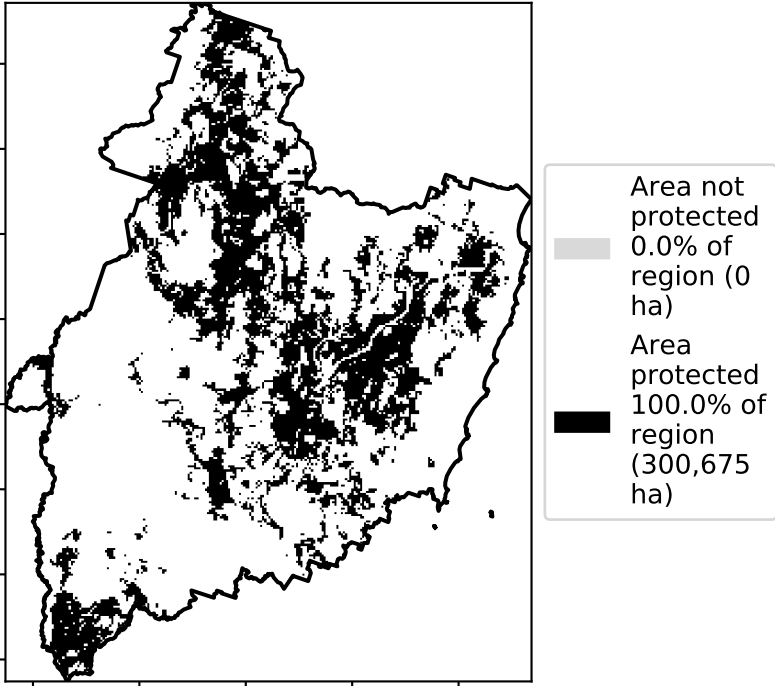 Area not
protected
0.0% of
region (0
ha)
Area
protected
100.0% of
region
(300,675
ha)